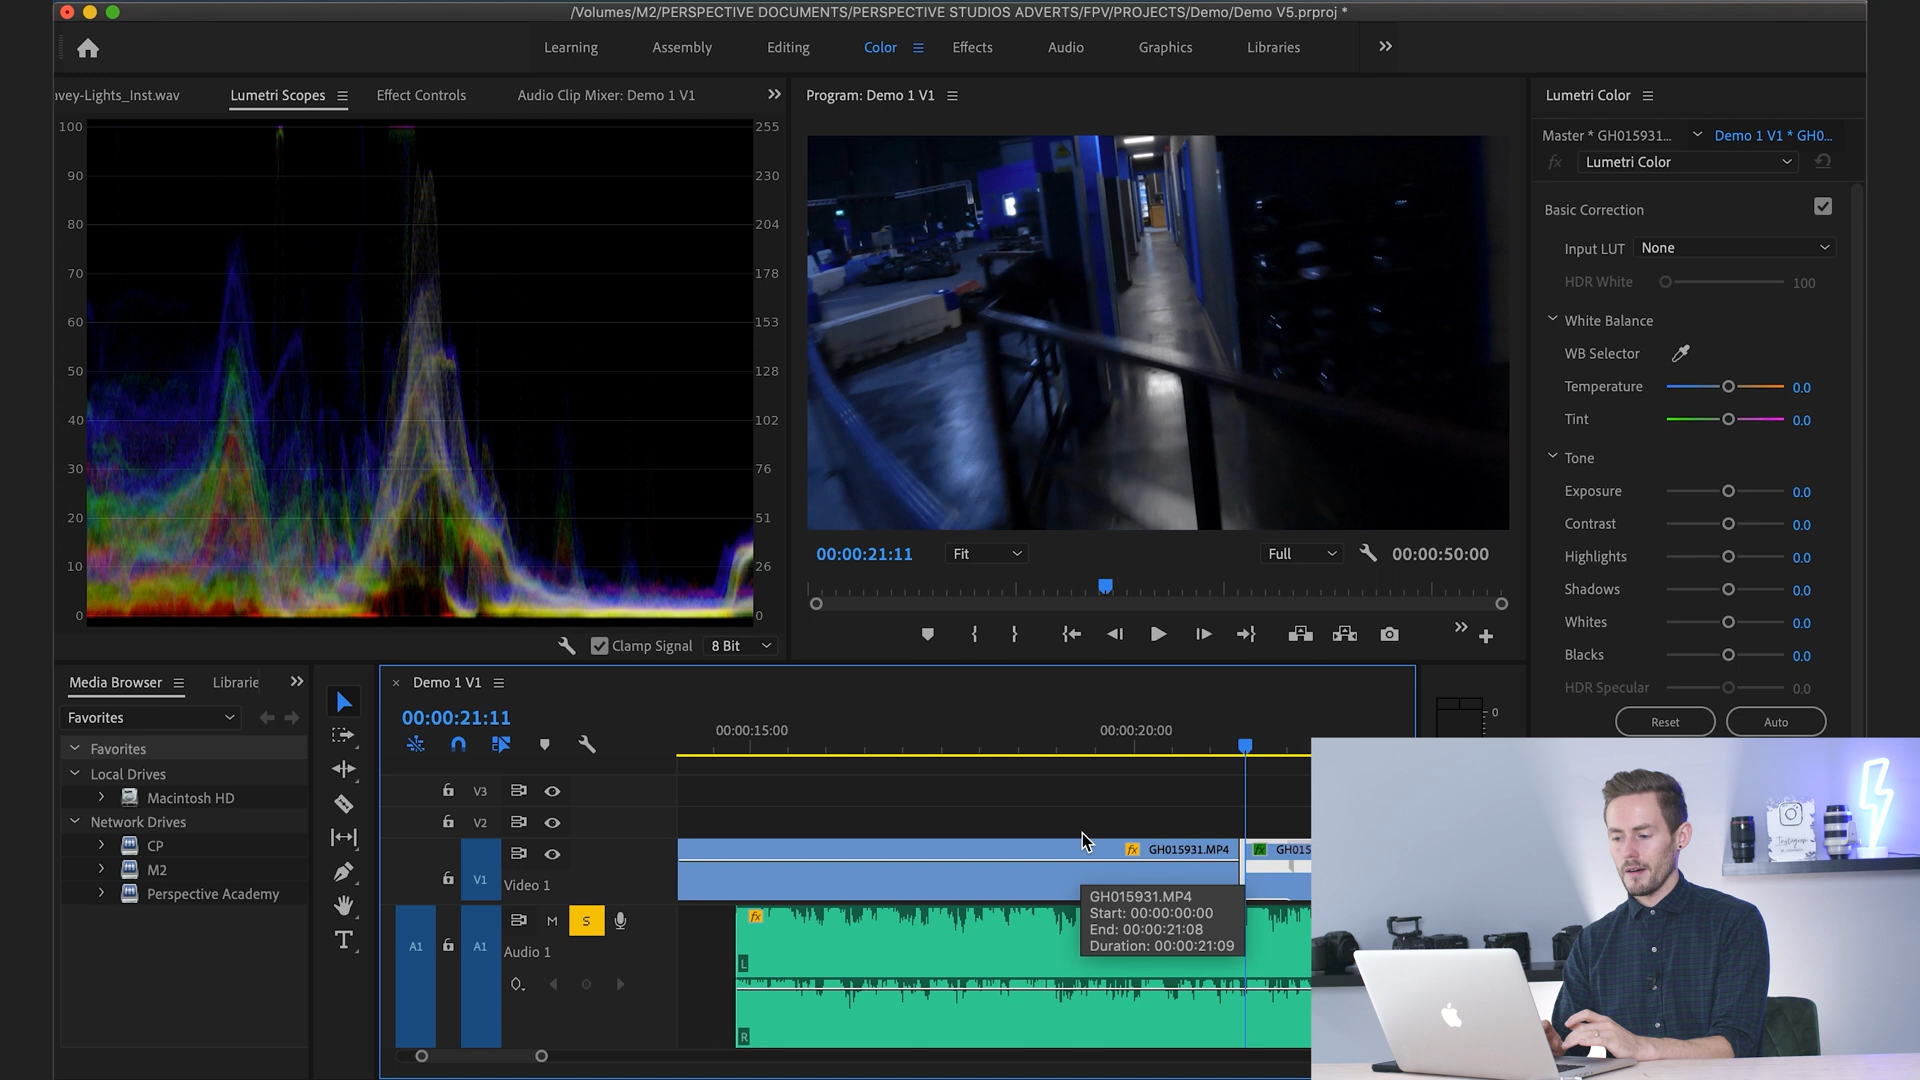 /Volumes/M2/PERSPECTIVE DOCUMENTS/PERSPECTIVE STUDIOS ADVERTS/FPV/PROJECTS/Demo/Demo V5.prproj *
Learning Assembly Editing Color Effects Audio Graphics Libraries
avey-Lights_Inst.wav Lumetri Scopes Effect Controls Audio Clip Mixer: Demo 1 V1
100 255
90 230
80 204
70 178
60 153
50 128
40 102
30 76
20 51
10 26
0 0
Clamp Signal 8 Bit
Program: Demo 1 V1
00:00:21:11 Fit Full 00:00:50:00
Lumetri Color
Master * GH015931... Demo 1 V1 * GH0...
fx Lumetri Color
Basic Correction
Input LUT None
HDR White 100
White Balance
WB Selector
Temperature 0.0
Tint 0.0
Tone
Exposure 0.0
Contrast 0.0
Highlights 0.0
Shadows 0.0
Whites 0.0
Blacks 0.0
HDR Specular 0.0
Reset Auto
Media Browser Librarie
Favorites
Favorites
Local Drives
Macintosh HD
Network Drives
CP
M2
Perspective Academy
T
× Demo 1 V1
00:00:21:11
00:00:15:00 00:00:20:00
0
V3
V2
V1 Video 1
fx GH015931.MP4 fx GH015
GH015931.MP4
Start: 00:00:00:00
End: 00:00:21:08
Duration: 00:00:21:09
A1 A1 M S
Audio 1
fx
L
R
Instagram